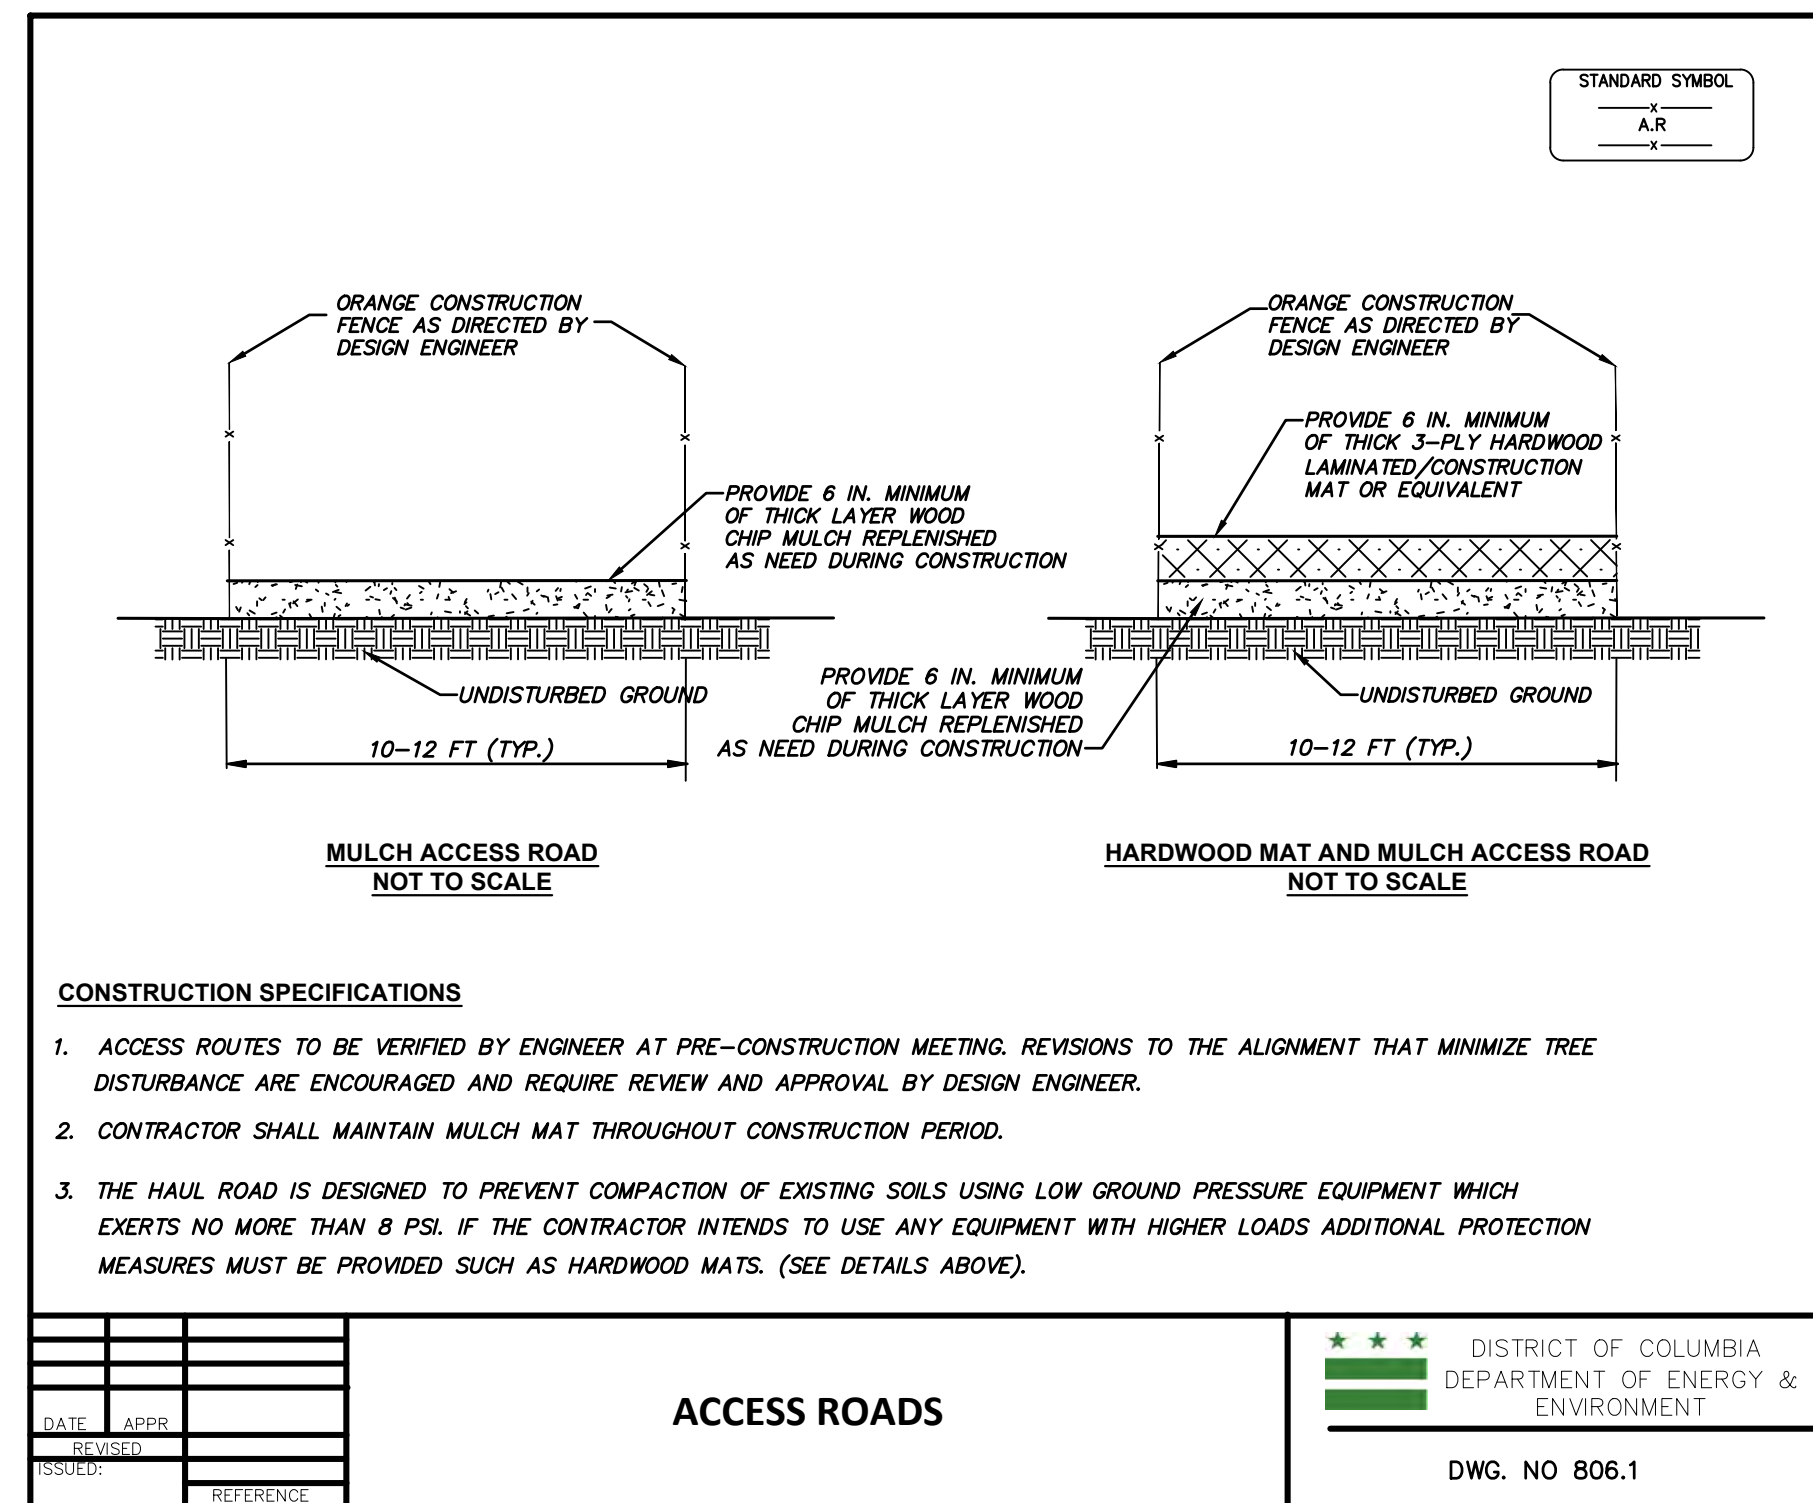 STANDARD SYMBOL
x
A.R
x
ORANGE CONSTRUCTION
FENCE AS DIRECTED BY
DESIGN ENGINEER
x
x
x
x
PROVIDE 6 IN. MINIMUM
OF THICK LAYER WOOD
CHIP MULCH REPLENISHED
AS NEED DURING CONSTRUCTION
UNDISTURBED GROUND
10-12 FT (TYP.)
MULCH ACCESS ROAD
NOT TO SCALE
ORANGE CONSTRUCTION
FENCE AS DIRECTED BY
DESIGN ENGINEER
x
x
x
x
PROVIDE 6 IN. MINIMUM
OF THICK 3-PLY HARDWOOD
LAMINATED/CONSTRUCTION
MAT OR EQUIVALENT
PROVIDE 6 IN. MINIMUM
OF THICK LAYER WOOD
CHIP MULCH REPLENISHED
AS NEED DURING CONSTRUCTION
UNDISTURBED GROUND
10-12 FT (TYP.)
HARDWOOD MAT AND MULCH ACCESS ROAD
NOT TO SCALE
CONSTRUCTION SPECIFICATIONS
1. ACCESS ROUTES TO BE VERIFIED BY ENGINEER AT PRE-CONSTRUCTION MEETING. REVISIONS TO THE ALIGNMENT THAT MINIMIZE TREE
DISTURBANCE ARE ENCOURAGED AND REQUIRE REVIEW AND APPROVAL BY DESIGN ENGINEER.
2. CONTRACTOR SHALL MAINTAIN MULCH MAT THROUGHOUT CONSTRUCTION PERIOD.
3. THE HAUL ROAD IS DESIGNED TO PREVENT COMPACTION OF EXISTING SOILS USING LOW GROUND PRESSURE EQUIPMENT WHICH
EXERTS NO MORE THAN 8 PSI. IF THE CONTRACTOR INTENDS TO USE ANY EQUIPMENT WITH HIGHER LOADS ADDITIONAL PROTECTION
MEASURES MUST BE PROVIDED SUCH AS HARDWOOD MATS. (SEE DETAILS ABOVE).
DATE APPR
REVISED
ISSUED:
REFERENCE
ACCESS ROADS
DISTRICT OF COLUMBIA
DEPARTMENT OF ENERGY &
ENVIRONMENT
DWG. NO 806.1